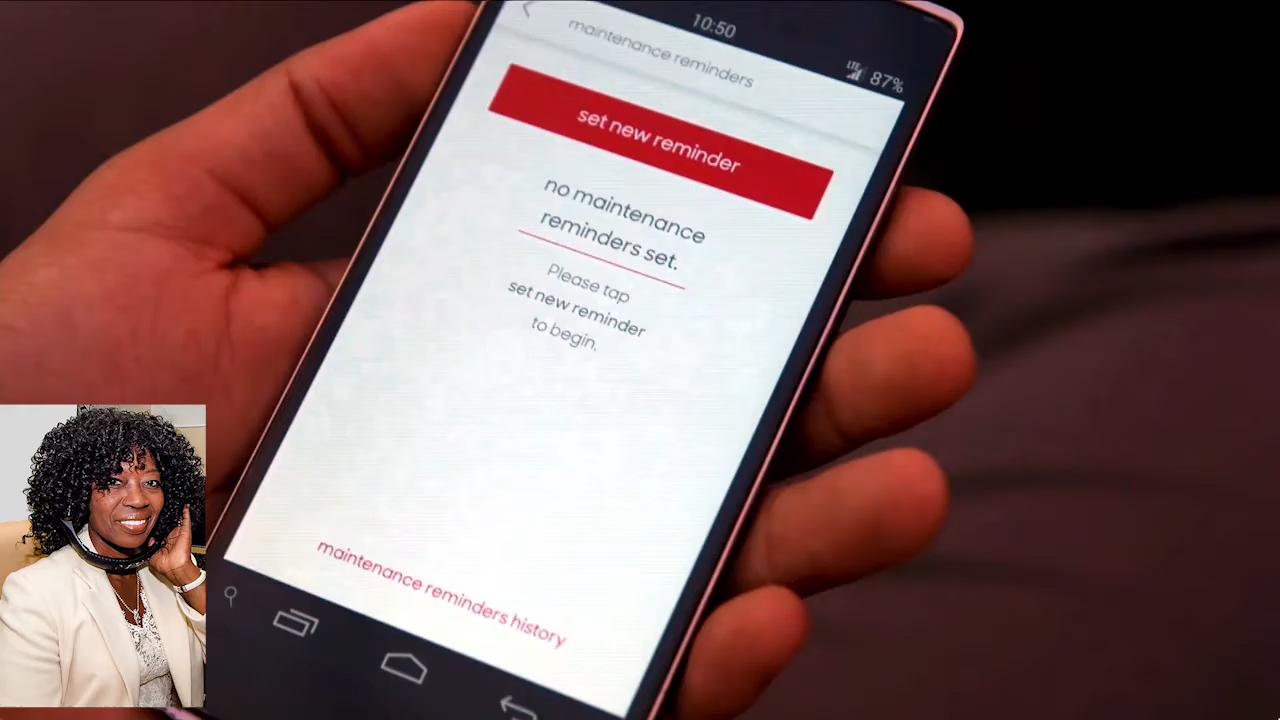 10:50
LTE 87%
maintenance reminders
set new reminder
no maintenance
reminders set.
Please tap
set new reminder
to begin.
maintenance reminders history